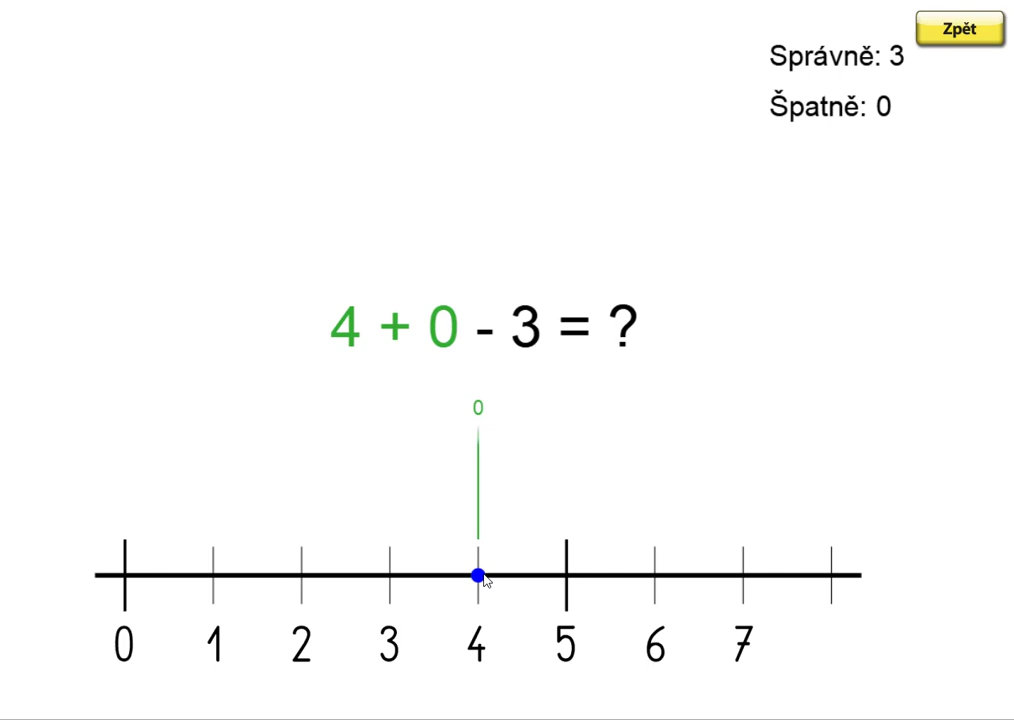 Zpět
Správně: 3
Špatně: 0
4 + 0 - 3 = ?
0
0 1 2 3 4 5 6 7